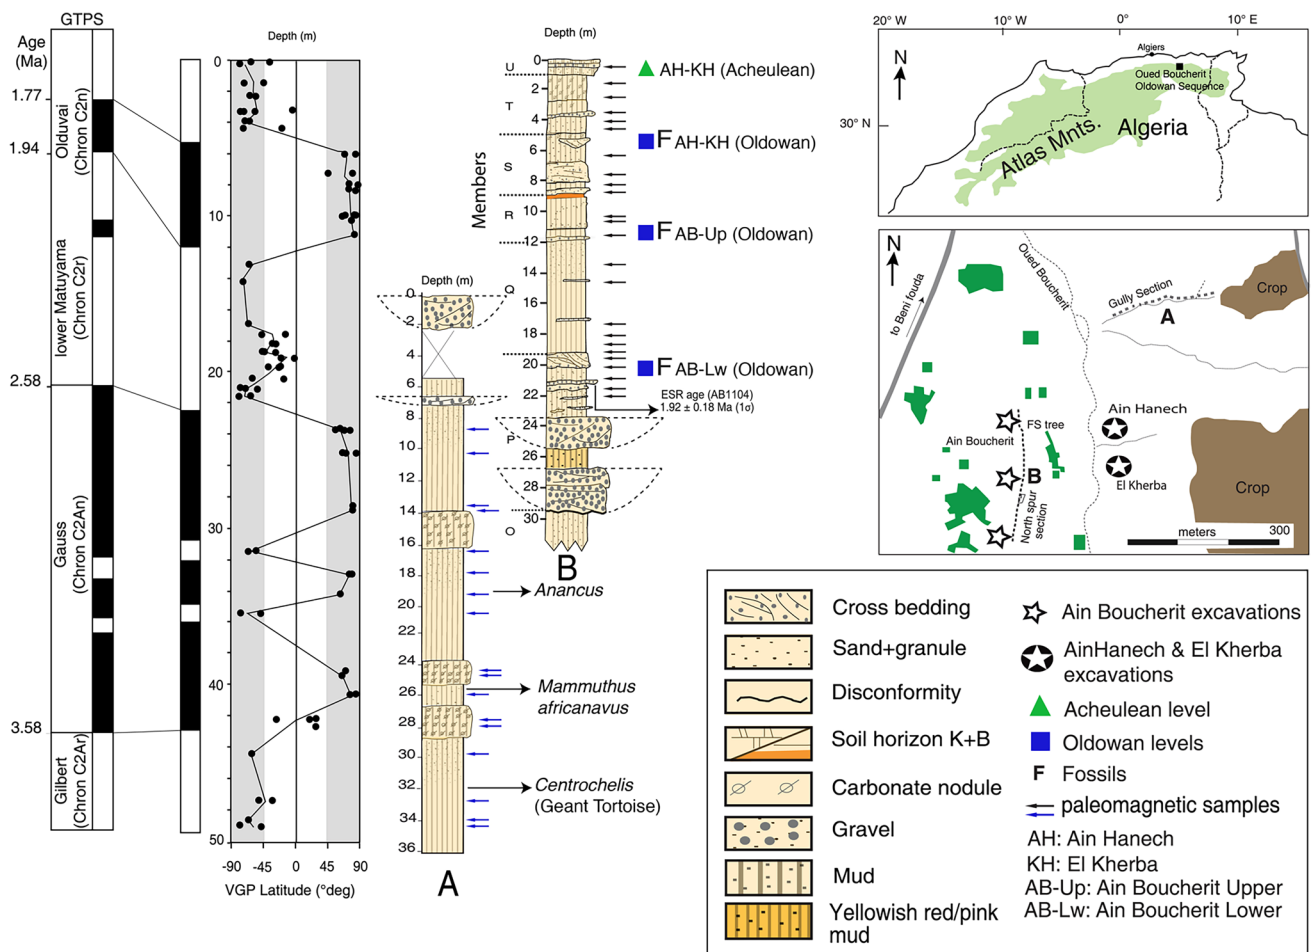 GTPS
Age
(Ma)
1.77
1.94
2.58
3.58
Olduvai
(Chron C2n)
lower Matuyama
(Chron C2r)
Gauss
(Chron C2An)
Gilbert
(Chron C2Ar)
Depth (m)
0
10
20
30
40
50
-90 -45 0 45 90
VGP Latitude (°deg)
Depth (m)
0
2
4
6
8
10
12
14
16
18
20
22
24
26
28
30
32
34
36
A
Anancus
Mammuthus
africanavus
Centrochelis
(Geant Tortoise)
Depth (m)
Members
U
T
S
R
Q
P
O
0
2
4
6
8
10
12
14
16
18
20
22
24
26
28
30
B
AH-KH (Acheulean)
F AH-KH (Oldowan)
F AB-Up (Oldowan)
F AB-Lw (Oldowan)
ESR age (AB1104)
1.92 ± 0.18 Ma (1σ)
20° W 10° W 0° 10° E
30° N
N
Algiers
Oued Boucherit
Oldowan Sequence
Atlas Mnts.
Algeria
N
to Beni fouda
Oued Boucherit
Gully Section
A
Crop
Ain Hanech
FS tree
Ain Boucherit
B
El Kherba
North spur
section
Crop
meters 300
Cross bedding
Sand+granule
Disconformity
Soil horizon K+B
Carbonate nodule
Gravel
Mud
Yellowish red/pink
mud
Ain Boucherit excavations
AinHanech & El Kherba
excavations
Acheulean level
Oldowan levels
F Fossils
paleomagnetic samples
AH: Ain Hanech
KH: El Kherba
AB-Up: Ain Boucherit Upper
AB-Lw: Ain Boucherit Lower